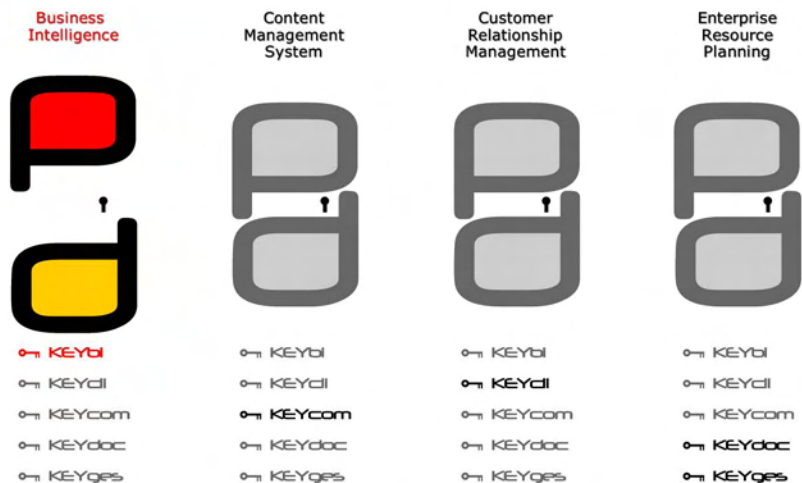 Business
Intelligence
Content
Management
System
Customer
Relationship
Management
Enterprise
Resource
Planning
KEYbi
KEYdi
KEYcom
KEYdoc
KEYges
KEYbi
KEYdi
KEYcom
KEYdoc
KEYges
KEYbi
KEYdi
KEYcom
KEYdoc
KEYges
KEYbi
KEYdi
KEYcom
KEYdoc
KEYges